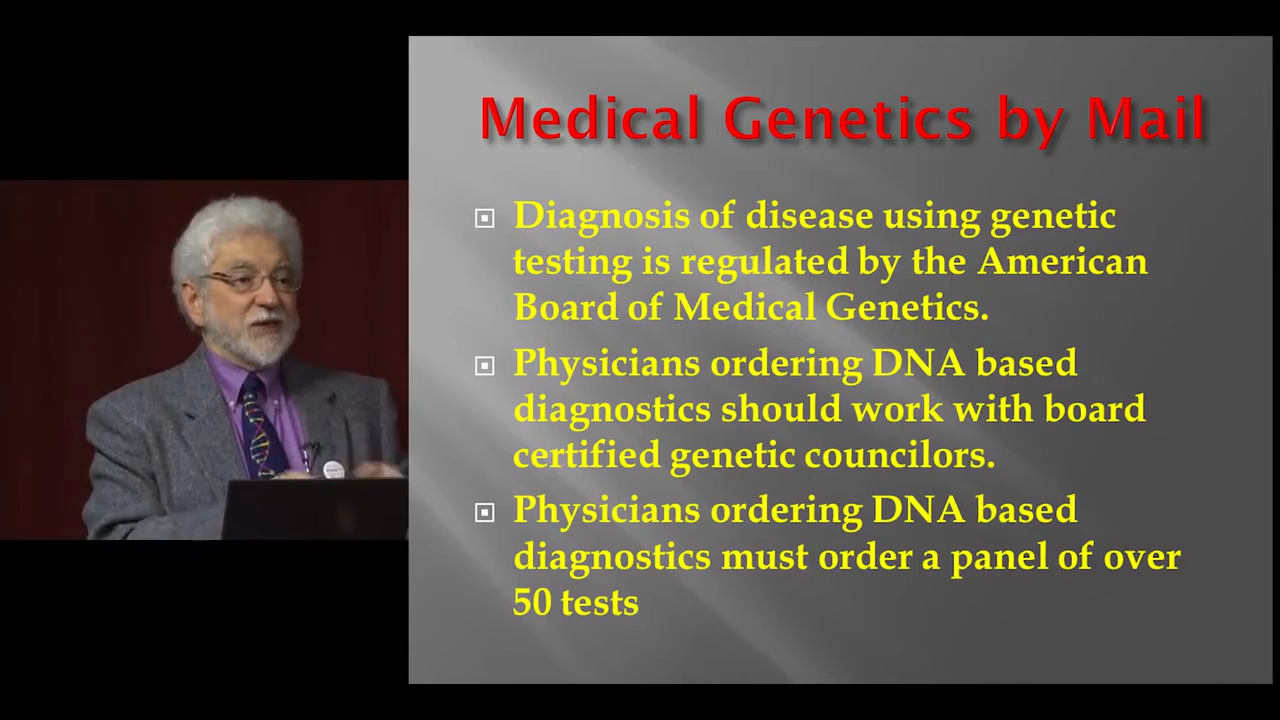 Medical Genetics by Mail
Diagnosis of disease using genetic
testing is regulated by the American
Board of Medical Genetics.
Physicians ordering DNA based
diagnostics should work with board
certified genetic councilors.
Physicians ordering DNA based
diagnostics must order a panel of over
50 tests